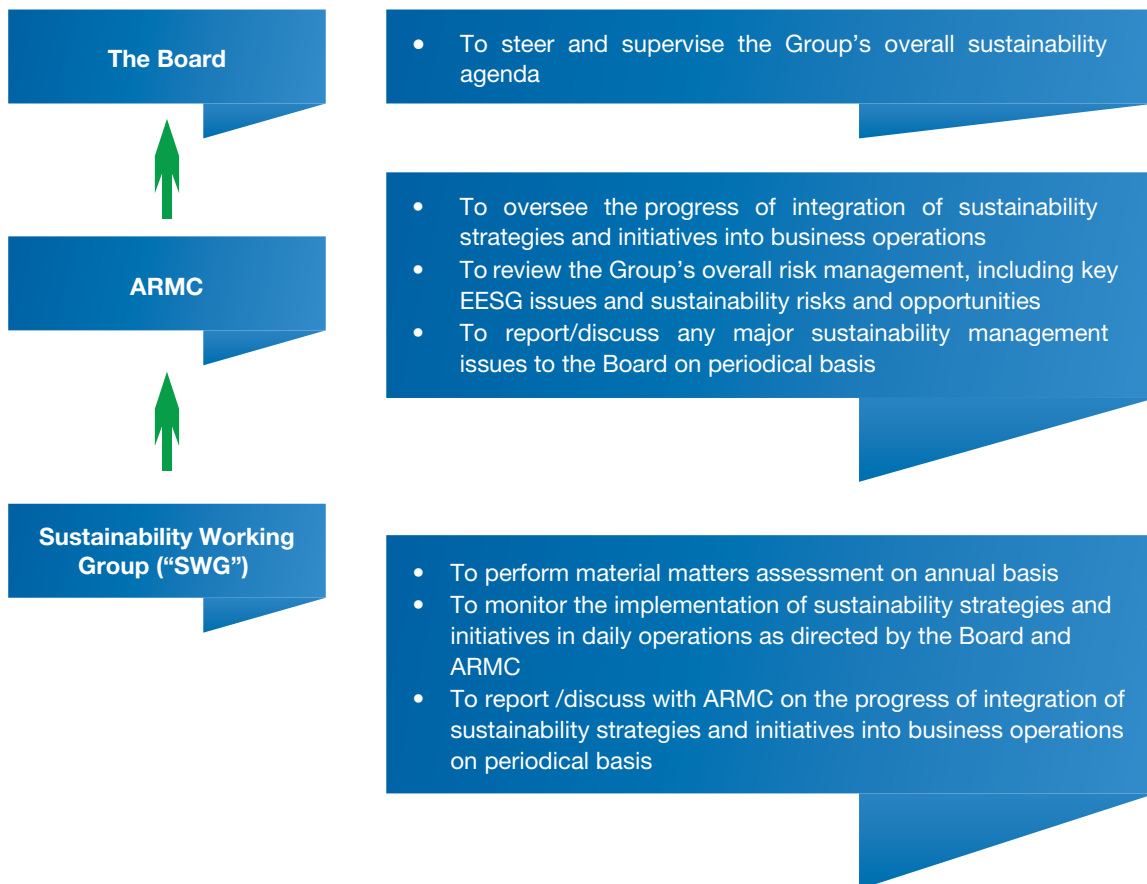 The Board
• To steer and supervise the Group’s overall sustainability
agenda
ARMC
• To oversee the progress of integration of sustainability
strategies and initiatives into business operations
• To review the Group’s overall risk management, including key
EESG issues and sustainability risks and opportunities
• To report/discuss any major sustainability management
issues to the Board on periodical basis
Sustainability Working
Group (“SWG”)
• To perform material matters assessment on annual basis
• To monitor the implementation of sustainability strategies and
initiatives in daily operations as directed by the Board and
ARMC
• To report /discuss with ARMC on the progress of integration of
sustainability strategies and initiatives into business operations
on periodical basis